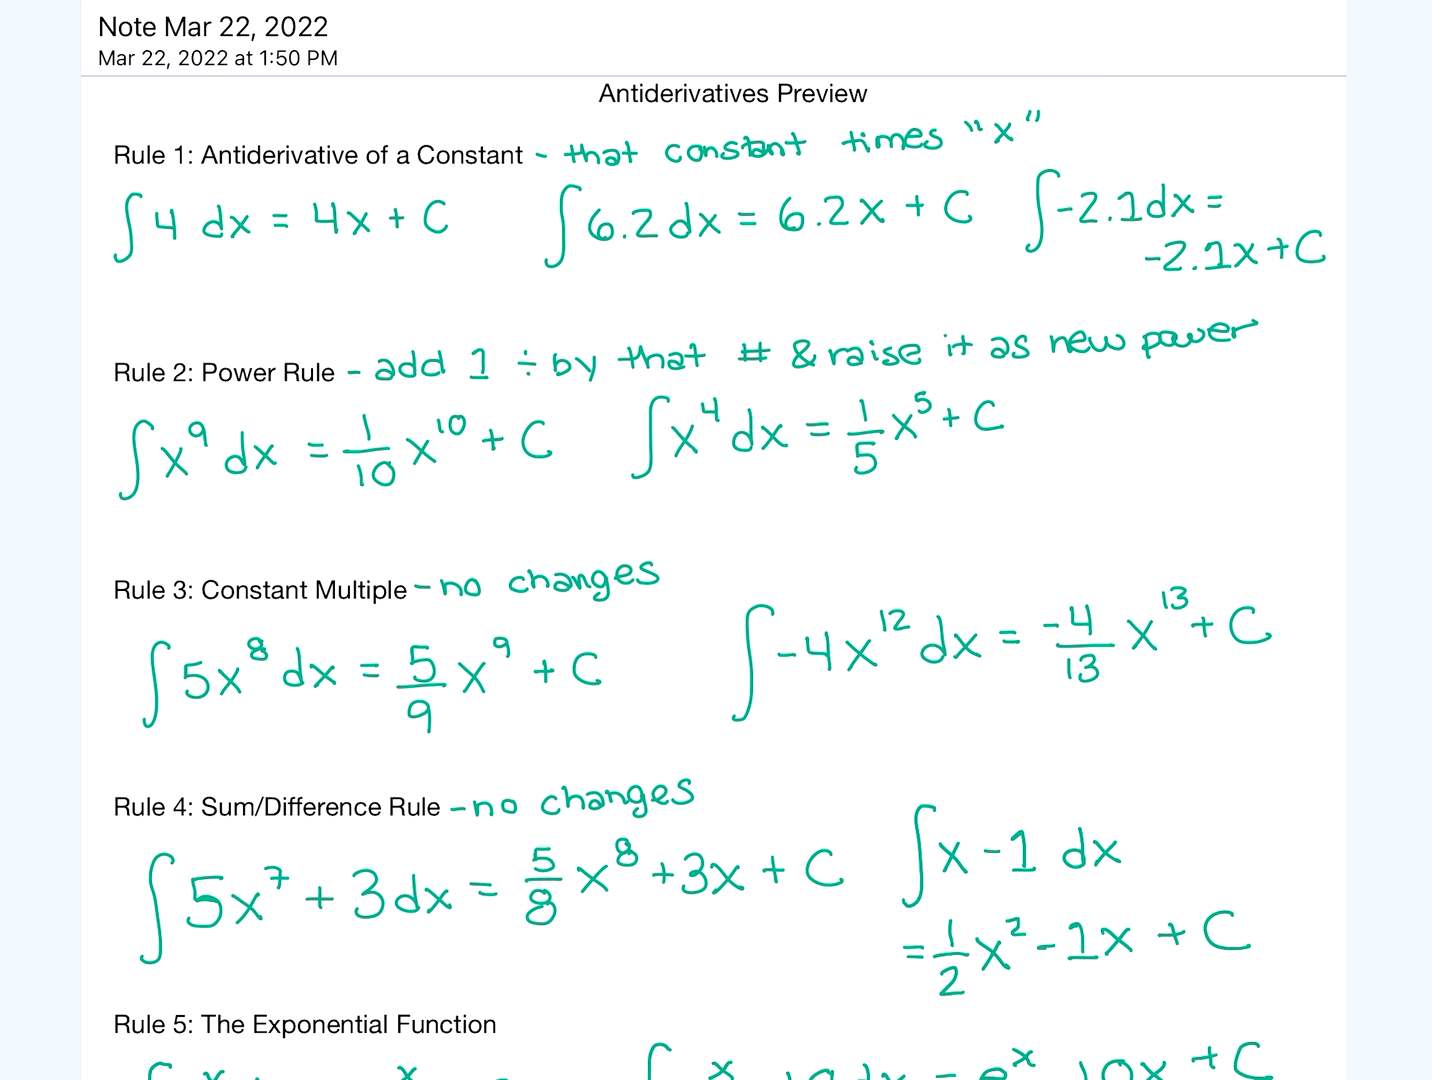 Note Mar 22, 2022
Mar 22, 2022 at 1:50 PM
Antiderivatives Preview
Rule 1: Antiderivative of a Constant - that constant times "x"
∫4 dx = 4x + C ∫6.2 dx = 6.2x + C ∫-2.1dx =
-2.1x + C
Rule 2: Power Rule - add 1 ÷ by that # & raise it as new power
∫x⁹ dx = 1/10 x¹⁰ + C ∫x⁴ dx = 1/5 x⁵ + C
Rule 3: Constant Multiple - no changes
∫5x⁸ dx = 5/9 x⁹ + C ∫-4x¹² dx = -4/13 x¹³ + C
Rule 4: Sum/Difference Rule - no changes
∫5x⁷ + 3dx = 5/8 x⁸ + 3x + C ∫x - 1 dx
= 1/2 x² - 1x + C
Rule 5: The Exponential Function